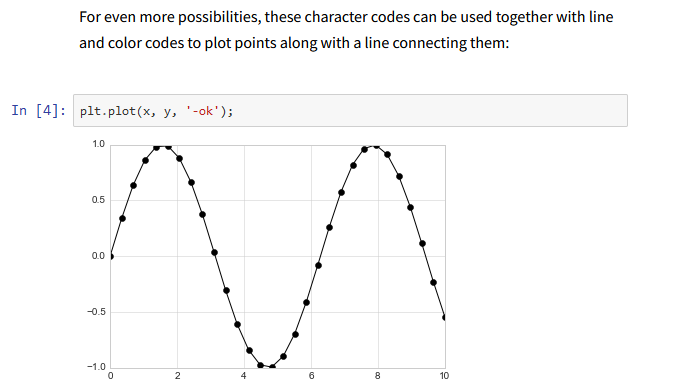 For even more possibilities, these character codes can be used together with line
and color codes to plot points along with a line connecting them:
In [4]: plt.plot(x, y, '-ok');
1.0
0.5
0.0
−0.5
−1.0
0 2 4 6 8 10